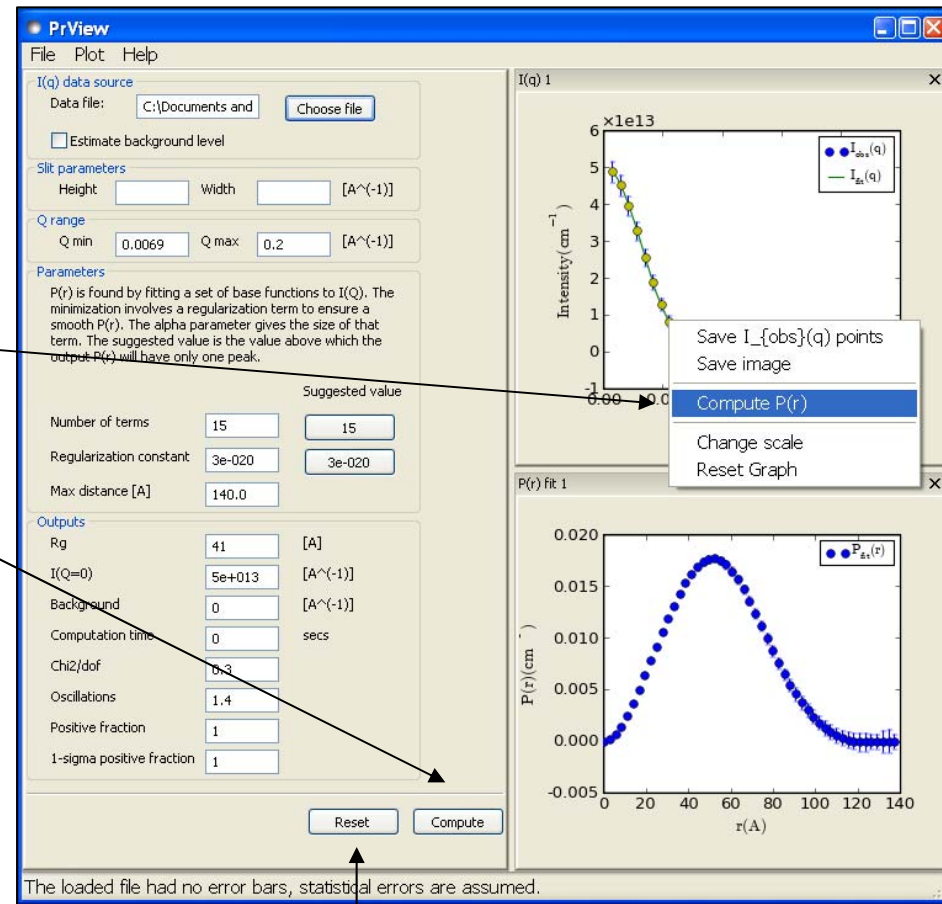 PrView
File Plot Help
I(q) data source
Data file: C:\Documents and Choose file
Estimate background level
Slit parameters
Height Width [A^(-1)]
Q range
Q min 0.0069 Q max 0.2 [A^(-1)]
Parameters
P(r) is found by fitting a set of base functions to I(Q). The
minimization involves a regularization term to ensure a
smooth P(r). The alpha parameter gives the size of that
term. The suggested value is the value above which the
output P(r) will have only one peak.
Suggested value
Number of terms 15 15
Regularization constant 3e-020 3e-020
Max distance [A] 140.0
Outputs
Rg 41 [A]
I(Q=0) 5e+013 [A^(-1)]
Background 0 [A^(-1)]
Computation time 0 secs
Chi2/dof 0.3
Oscillations 1.4
Positive fraction 1
1-sigma positive fraction 1
Reset Compute
The loaded file had no error bars, statistical errors are assumed.
I(q) 1
×1e13
6
5
4
3
2
1
0
-1
0.00
Intensity(cm⁻¹)
I_obs(q)
I_fit(q)
Save I_{obs}(q) points
Save image
Compute P(r)
Change scale
Reset Graph
P(r) fit 1
0.020
0.015
0.010
0.005
0.000
-0.005
P(r)(cm
P_fit(r)
0 20 40 60 80 100 120 140
r(A)